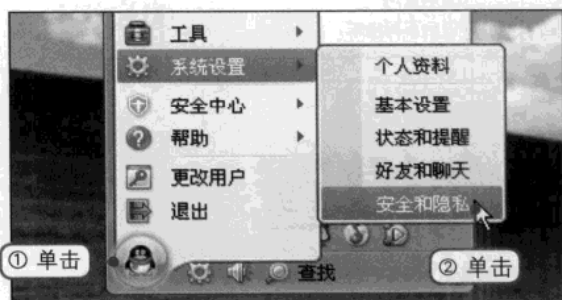 工具
系统设置
安全中心
帮助
更改用户
退出
个人资料
基本设置
状态和提醒
好友和聊天
安全和隐私
① 单击
查找
② 单击